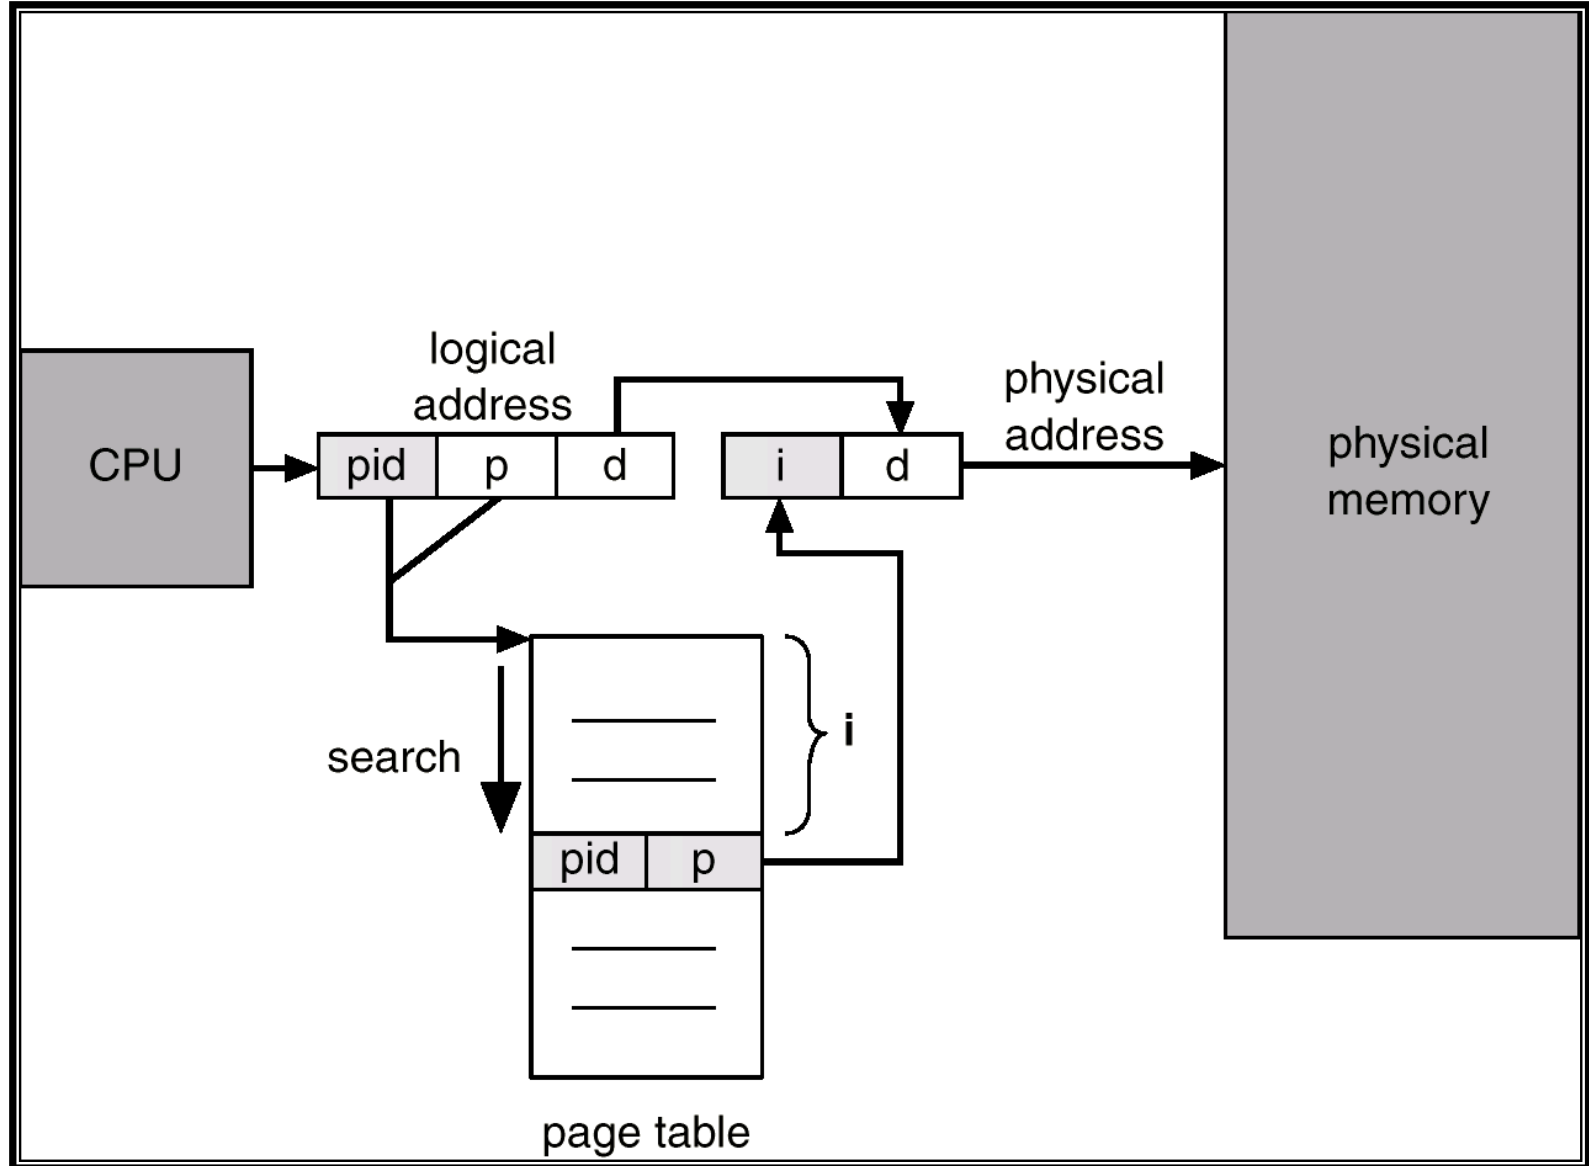 logical
address
physical
address
CPU
pid
p
d
i
d
physical
memory
search
i
pid
p
page table